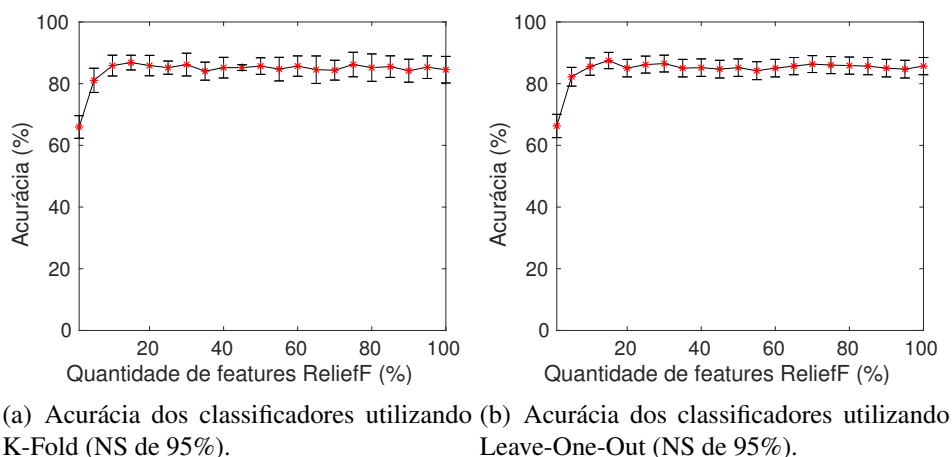 100
80
60
40
20
0
Acurácia (%)
20 40 60 80 100
Quantidade de features ReliefF (%)
(a) Acurácia dos classificadores utilizando
K-Fold (NS de 95%).
100
80
60
40
20
0
Acurácia (%)
20 40 60 80 100
Quantidade de features ReliefF (%)
(b) Acurácia dos classificadores utilizando
Leave-One-Out (NS de 95%).